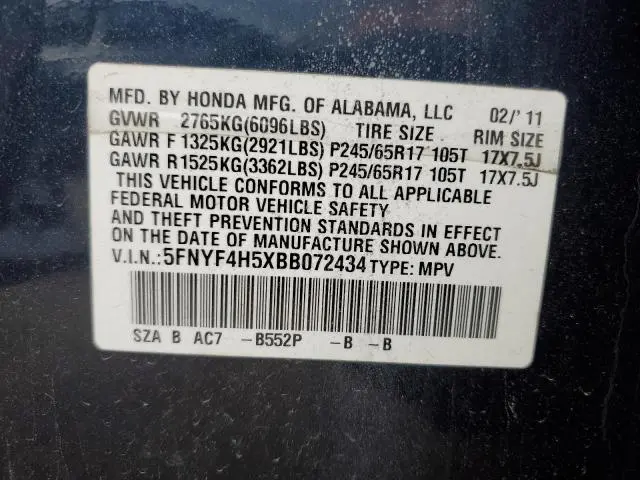 MFD. BY HONDA MFG. OF ALABAMA, LLC 02/'11
GVWR 2765KG(6096LBS) TIRE SIZE RIM SIZE
GAWR F 1325KG(2921LBS) P245/65R17 105T 17X7.5J
GAWR R1525KG(3362LBS) P245/65R17 105T 17X7.5J
THIS VEHICLE CONFORMS TO ALL APPLICABLE
FEDERAL MOTOR VEHICLE SAFETY
AND THEFT PREVENTION STANDARDS IN EFFECT
ON THE DATE OF MANUFACTURE SHOWN ABOVE.
V.I.N.:5FNYF4H5XBB072434 TYPE: MPV
SZA B AC7 -B552P -B -B